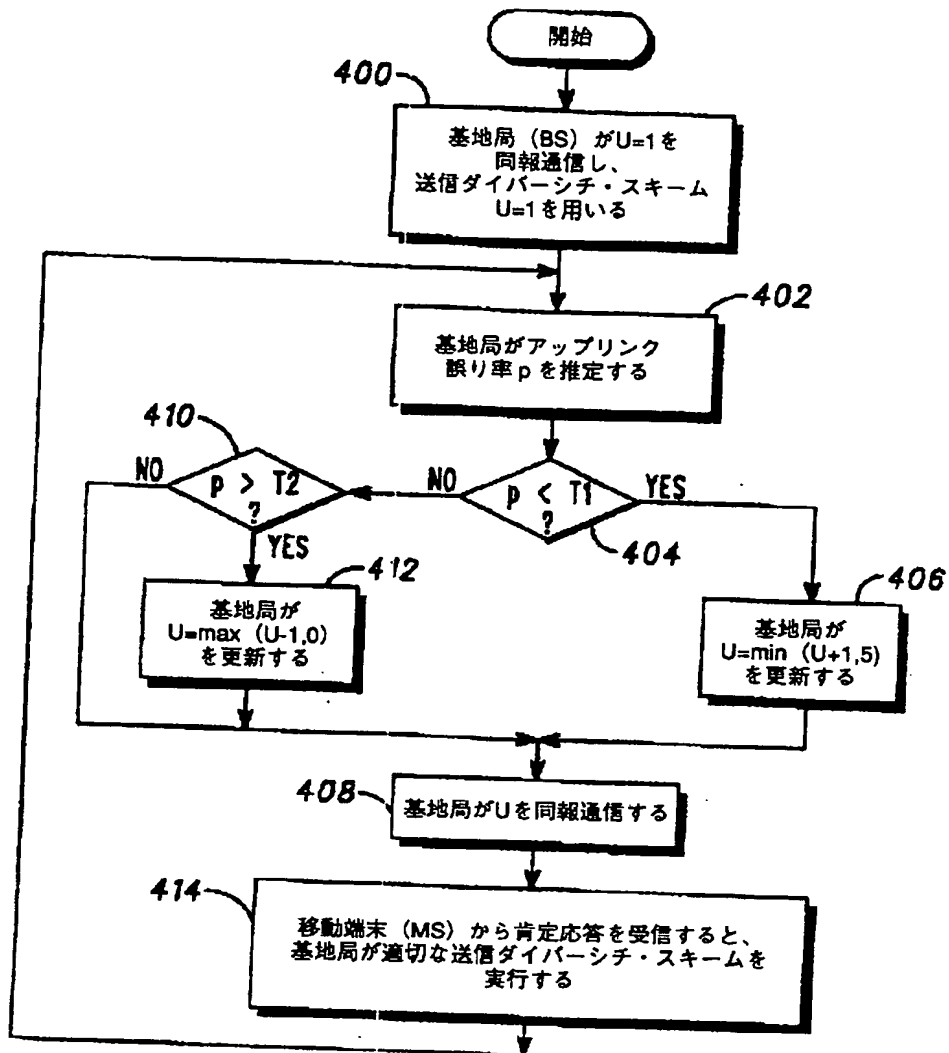 開始
400
基地局（BS）がU=1を
同報通信し、
送信ダイバーシチ・スキーム
U=1を用いる
402
基地局がアップリンク
誤り率pを推定する
410
NO
p > T2
?
YES
NO
p < T1
?
YES
404
412
基地局が
U=max（U-1,0）
を更新する
406
基地局が
U=min（U+1,5）
を更新する
408
基地局がUを同報通信する
414
移動端末（MS）から肯定応答を受信すると、
基地局が適切な送信ダイバーシチ・スキームを
実行する